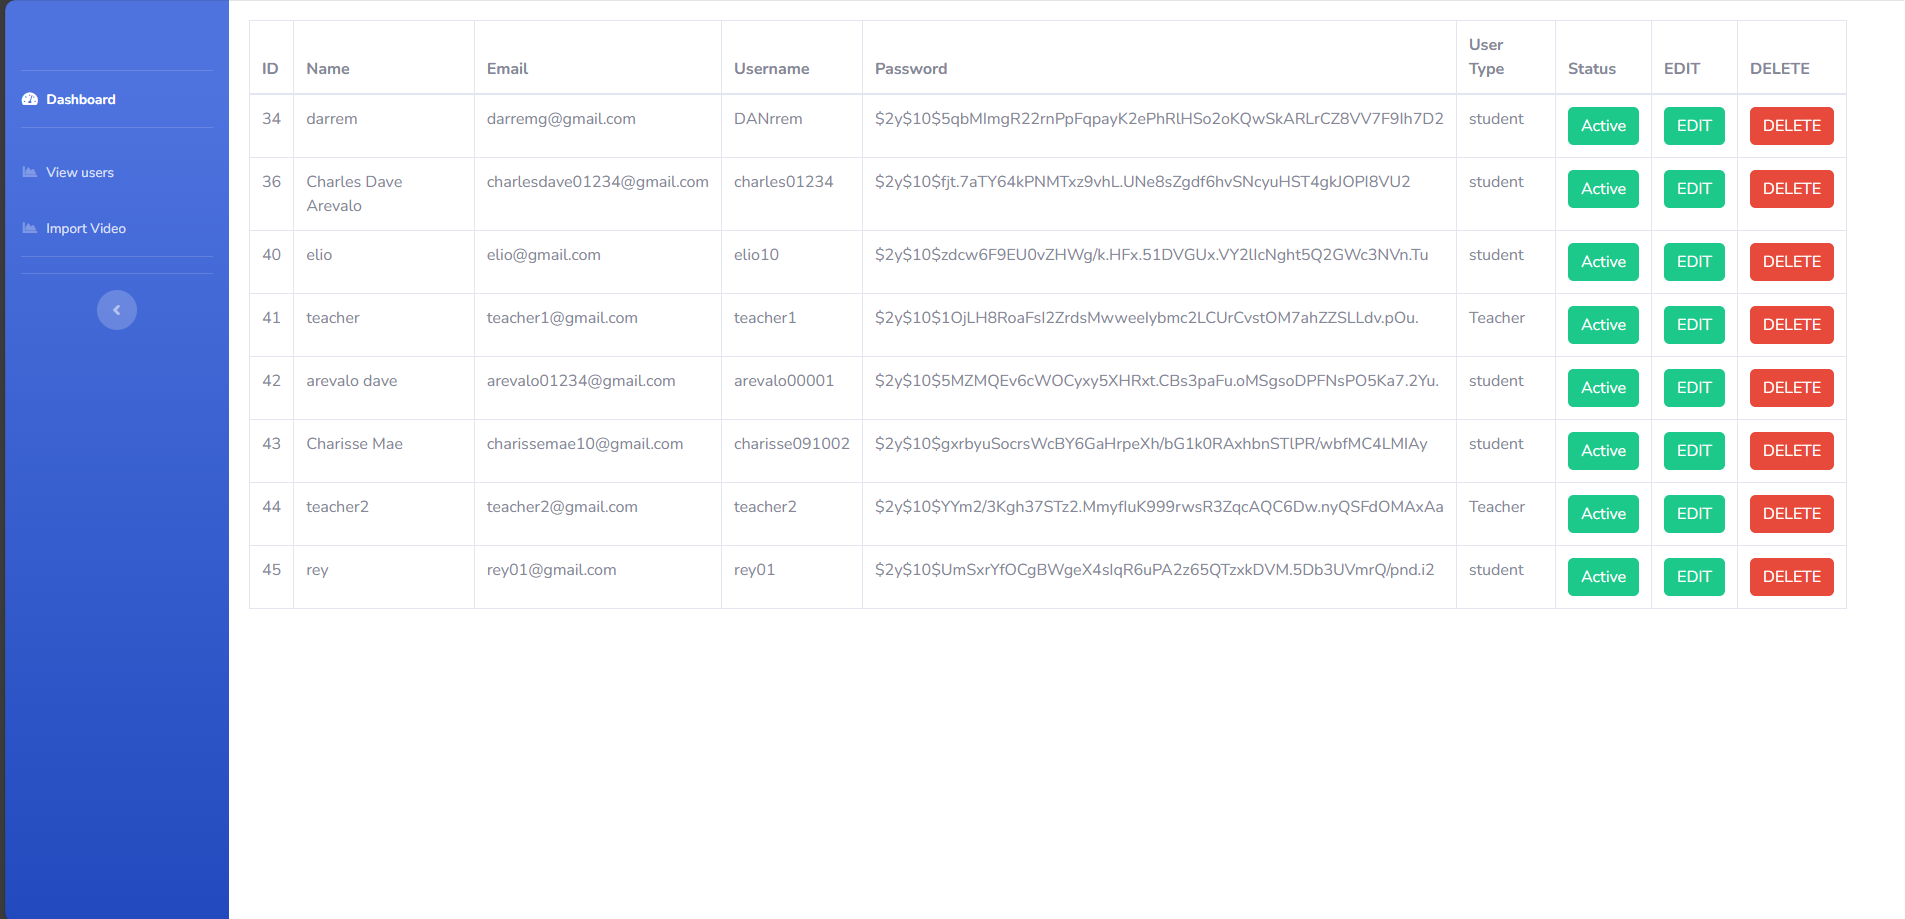 Dashboard
View users
Import Video
ID Name Email Username Password User Type Status EDIT DELETE
34 darrem darremg@gmail.com DANrrem $2y$10$5qbMImgR22rnPpFqpayK2ePhRlHSo2oKQwSkARLrCZ8VV7F9Ih7D2 student Active EDIT DELETE
36 Charles Dave Arevalo charlesdave01234@gmail.com charles01234 $2y$10$fjt.7aTY64kPNMTxz9vhL.UNe8sZgdf6hvSNcyuHST4gkJOPI8VU2 student Active EDIT DELETE
40 elio elio@gmail.com elio10 $2y$10$zdcw6F9EU0vZHWg/k.HFx.51DVGUx.VY2lIcNght5Q2GWc3NVn.Tu student Active EDIT DELETE
41 teacher teacher1@gmail.com teacher1 $2y$10$1OjLH8RoaFsI2ZrdsMwweeIybmc2LCUrCvstOM7ahZZSLLdv.pOu. Teacher Active EDIT DELETE
42 arevalo dave arevalo01234@gmail.com arevalo00001 $2y$10$5MZMQEv6cWOCyxy5XHRxt.CBs3paFu.oMSgsoDPFNsPO5Ka7.2Yu. student Active EDIT DELETE
43 Charisse Mae charissemae10@gmail.com charisse091002 $2y$10$gxrbyuSocrsWcBY6GaHrpeXh/bG1k0RAxhbnSTlPR/wbfMC4LMIAy student Active EDIT DELETE
44 teacher2 teacher2@gmail.com teacher2 $2y$10$YYm2/3Kgh37STz2.MmyfluK999rwsR3ZqcAQC6Dw.nyQSFdOMAxAa Teacher Active EDIT DELETE
45 rey rey01@gmail.com rey01 $2y$10$UmSxrYfOCgBWgeX4sIqR6uPA2z65QTzxkDVM.5Db3UVmrQ/pnd.i2 student Active EDIT DELETE